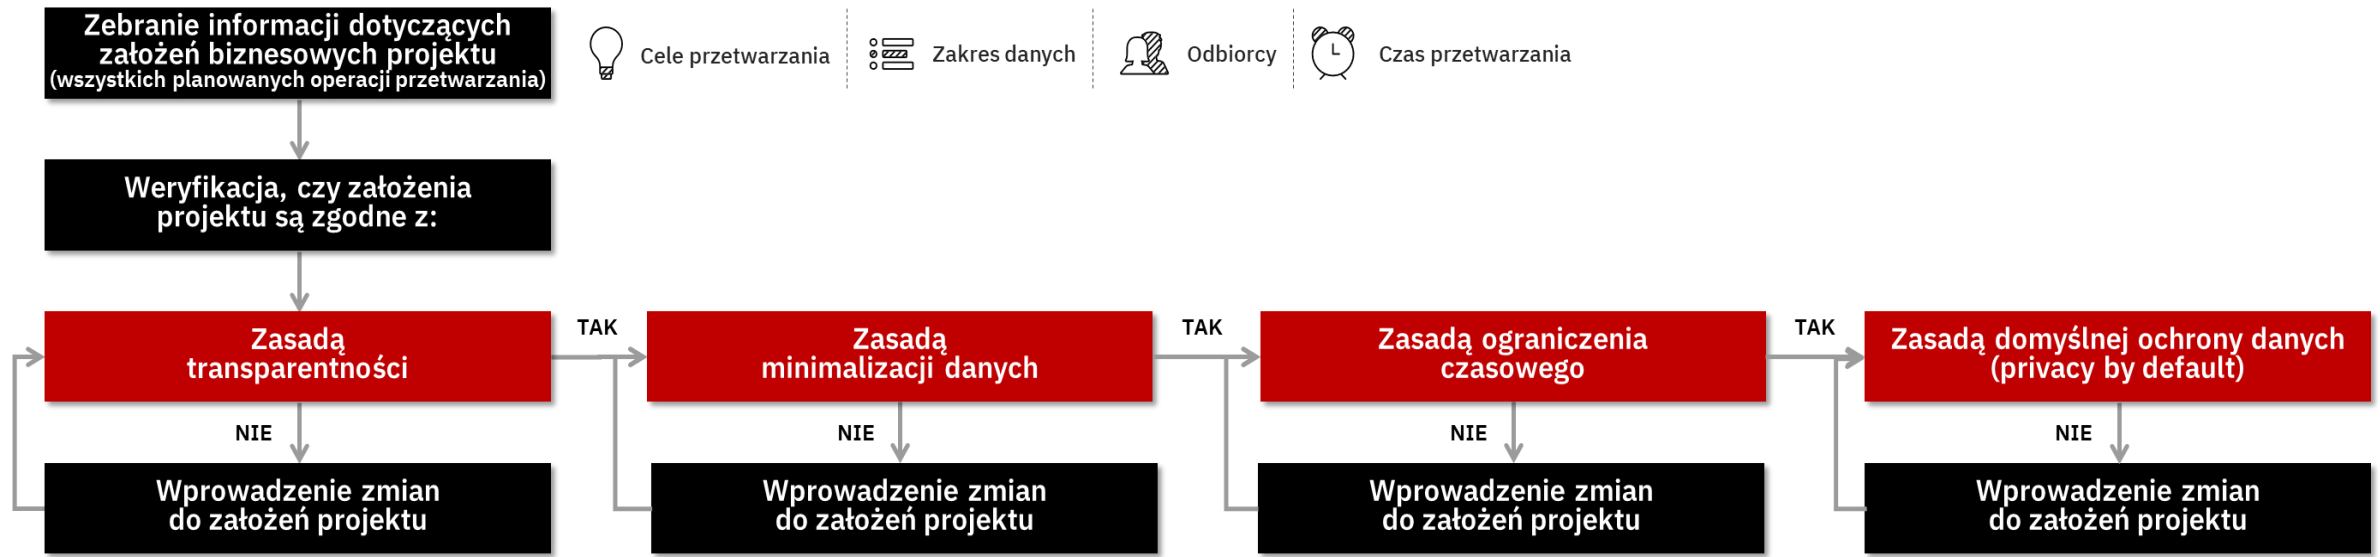 Zebranie informacji dotyczących
założeń biznesowych projektu
(wszystkich planowanych operacji przetwarzania)
Cele przetwarzania
Zakres danych
Odbiorcy
Czas przetwarzania
Weryfikacja, czy założenia
projektu są zgodne z:
Zasadą
transparentności
TAK
Zasadą
minimalizacji danych
TAK
Zasadą ograniczenia
czasowego
TAK
Zasadą domyślnej ochrony danych
(privacy by default)
NIE
NIE
NIE
NIE
Wprowadzenie zmian
do założeń projektu
Wprowadzenie zmian
do założeń projektu
Wprowadzenie zmian
do założeń projektu
Wprowadzenie zmian
do założeń projektu